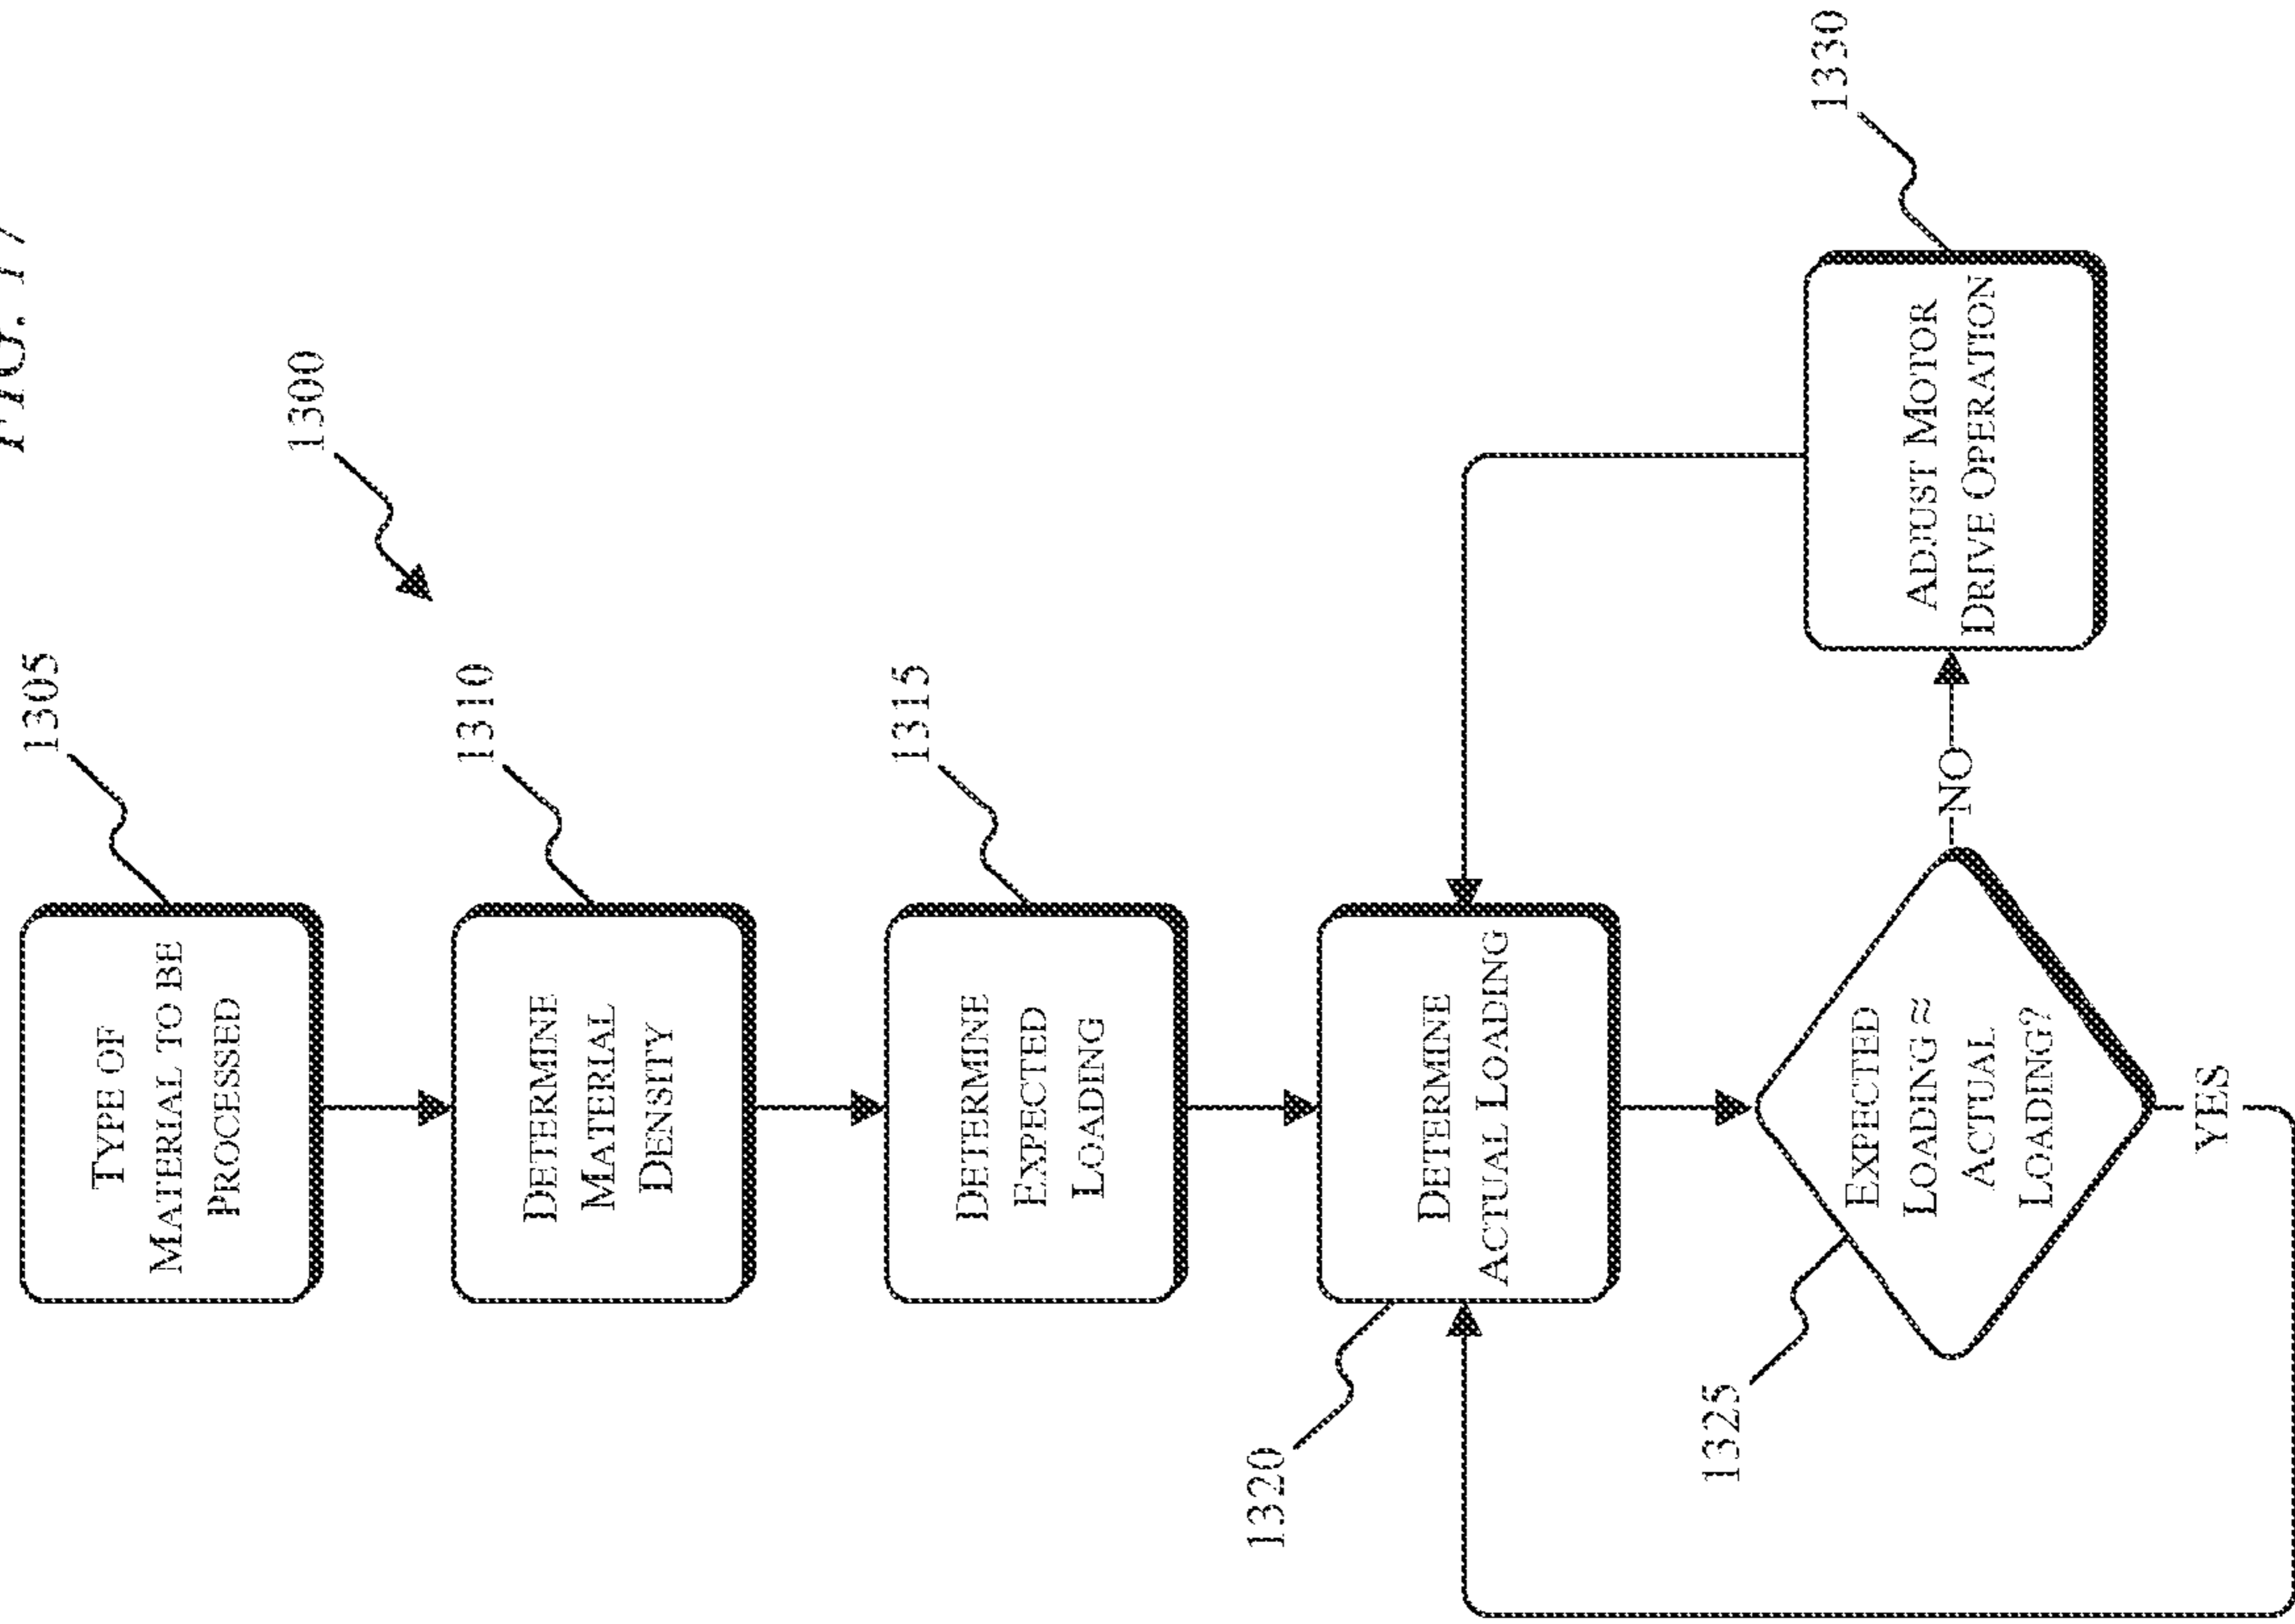 FIG. 17
1300
1305
TYPE OF
MATERIAL TO BE
PROCESSED
1310
DETERMINE
MATERIAL
DENSITY
1315
DETERMINE
EXPECTED
LOADING
1320
DETERMINE
ACTUAL LOADING
1325
EXPECTED
LOADING ≈
ACTUAL
LOADING?
NO
YES
1330
ADJUST MOTOR
DRIVE OPERATION